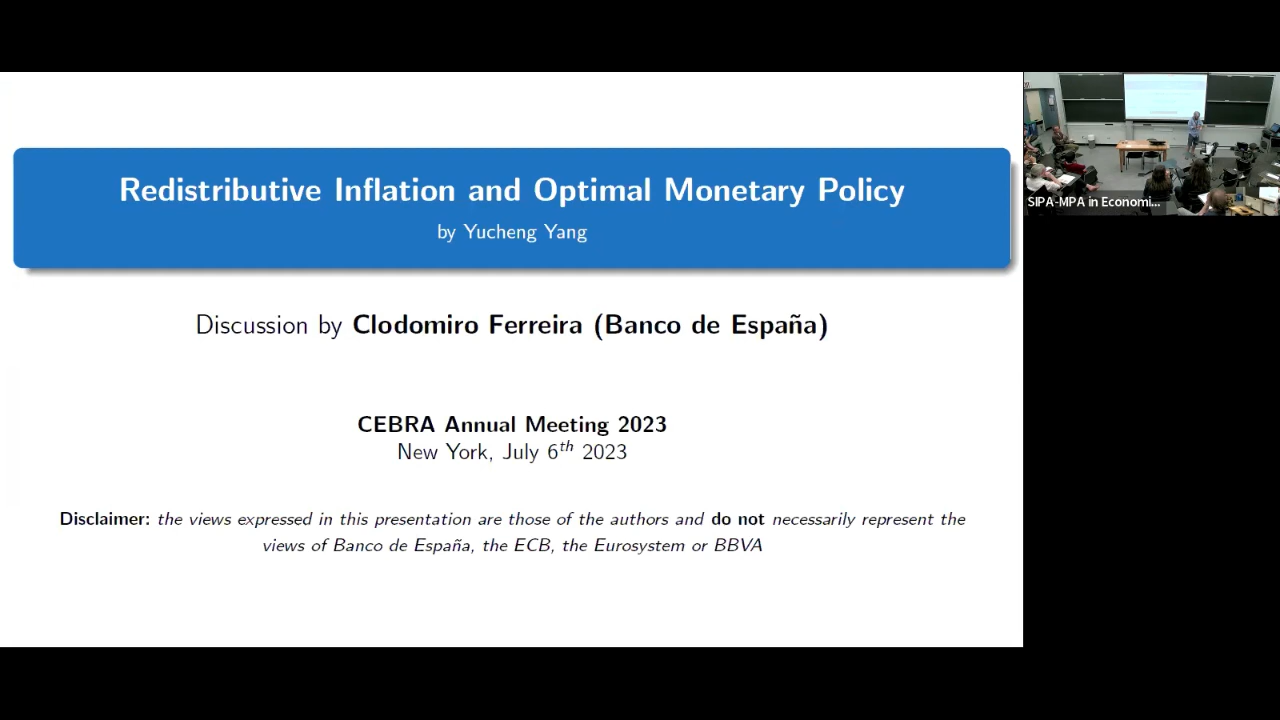 Redistributive Inflation and Optimal Monetary Policy
by Yucheng Yang
Discussion by Clodomiro Ferreira (Banco de España)
CEBRA Annual Meeting 2023
New York, July 6th 2023
Disclaimer: the views expressed in this presentation are those of the authors and do not necessarily represent the
views of Banco de España, the ECB, the Eurosystem or BBVA
SIPA-MPA in Economi...